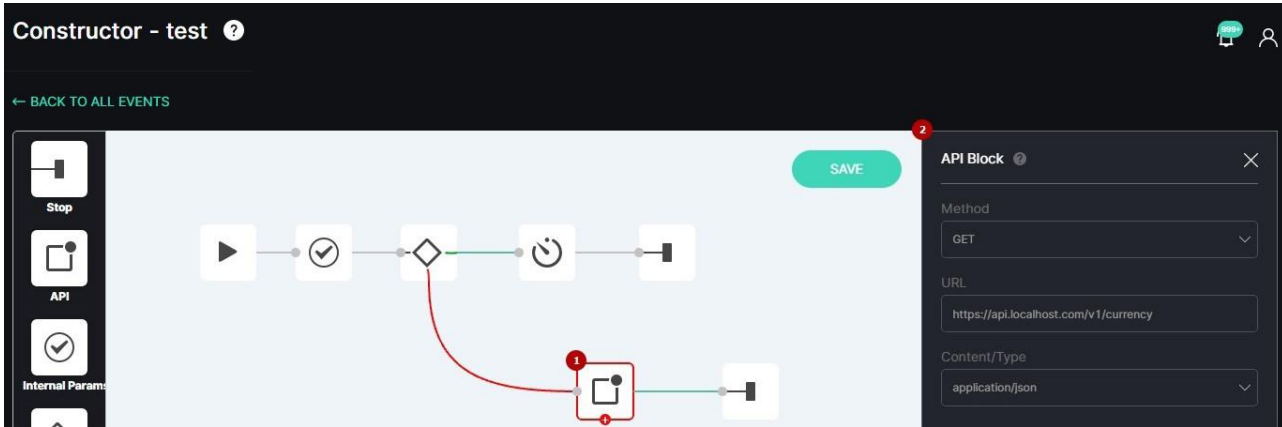 Constructor - test ?
999+
← BACK TO ALL EVENTS
Stop
API
Internal Params
SAVE
1
2
API Block ?
Method
GET
URL
https://api.localhost.com/v1/currency
Content/Type
application/json